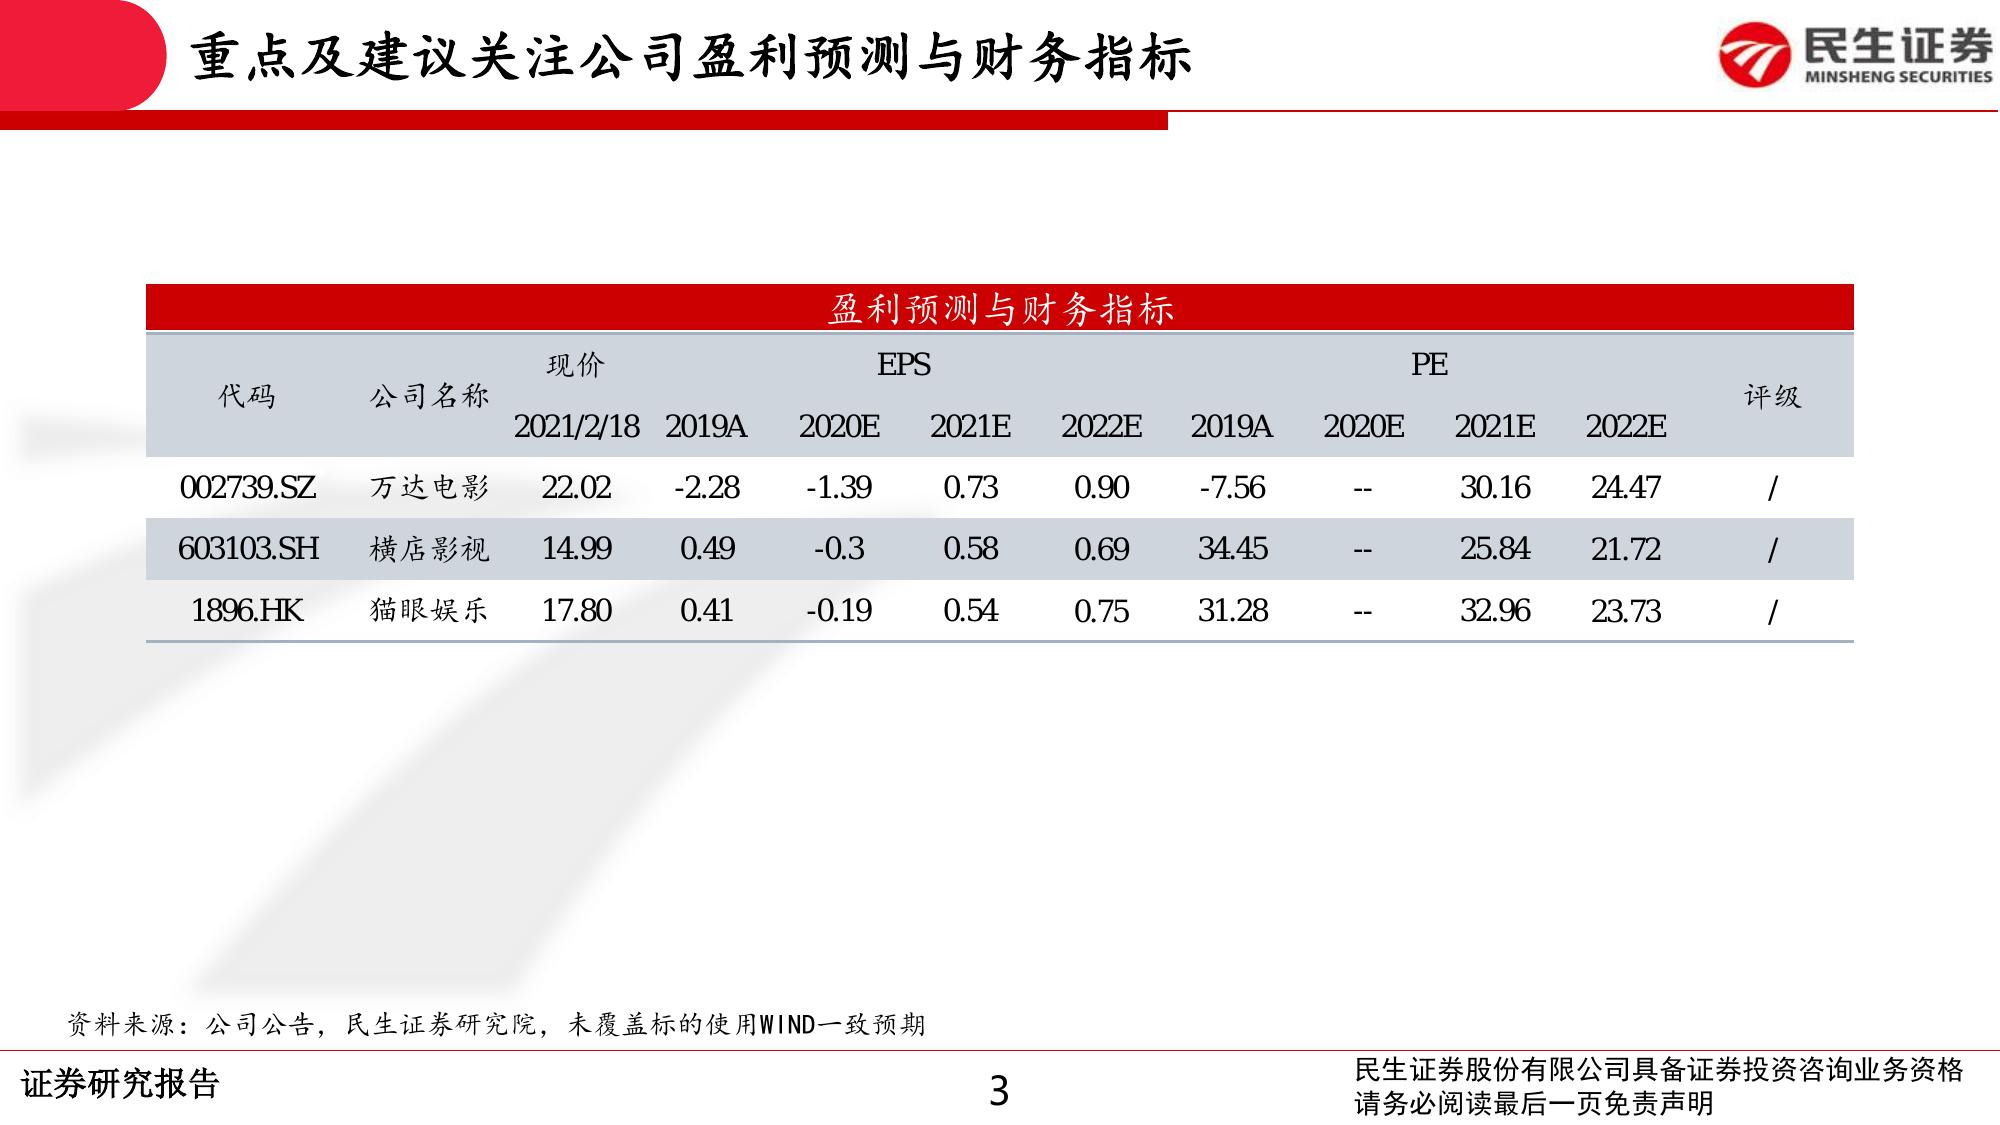 重点及建议关注公司盈利预测与财务指标
民生证券
MINSHENG SECURITIES
盈利预测与财务指标
代码 公司名称 现价 EPS PE 评级
2021/2/18 2019A 2020E 2021E 2022E 2019A 2020E 2021E 2022E
002739.SZ 万达电影 22.02 -2.28 -1.39 0.73 0.90 -7.56 -- 30.16 24.47 /
603103.SH 横店影视 14.99 0.49 -0.3 0.58 0.69 34.45 -- 25.84 21.72 /
1896.HK 猫眼娱乐 17.80 0.41 -0.19 0.54 0.75 31.28 -- 32.96 23.73 /
资料来源：公司公告，民生证券研究院，未覆盖标的使用WIND一致预期
证券研究报告
3
民生证券股份有限公司具备证券投资咨询业务资格
请务必阅读最后一页免责声明